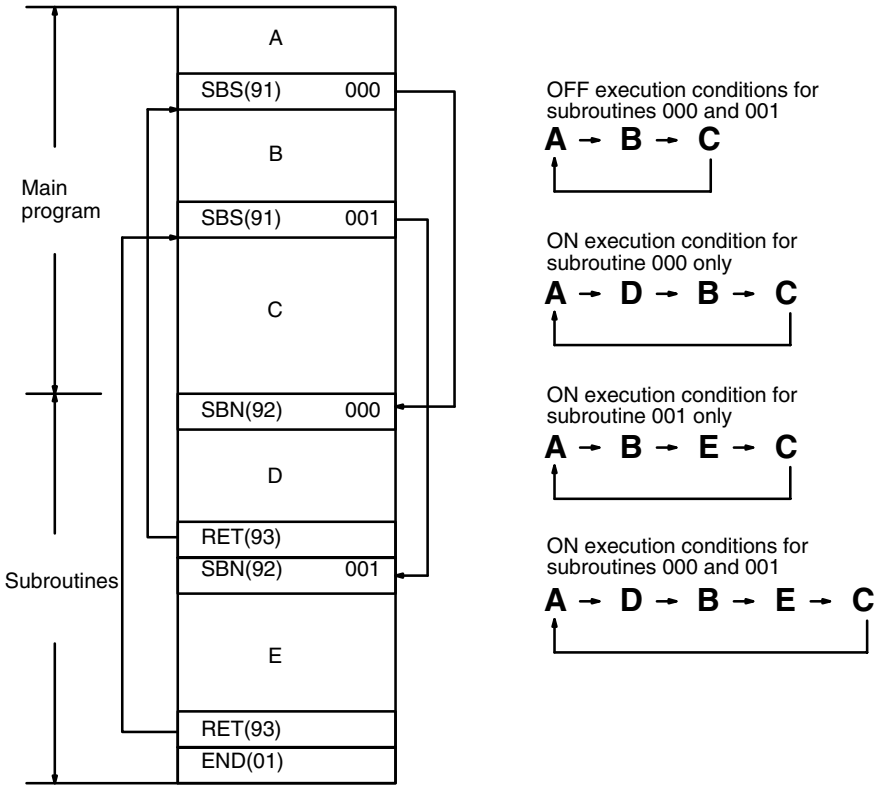 A
SBS(91) 000
B
SBS(91) 001
C
SBN(92) 000
D
RET(93)
SBN(92) 001
E
RET(93)
END(01)
Main
program
Subroutines
OFF execution conditions for
subroutines 000 and 001
A → B → C
ON execution condition for
subroutine 000 only
A → D → B → C
ON execution condition for
subroutine 001 only
A → B → E → C
ON execution conditions for
subroutines 000 and 001
A → D → B → E → C